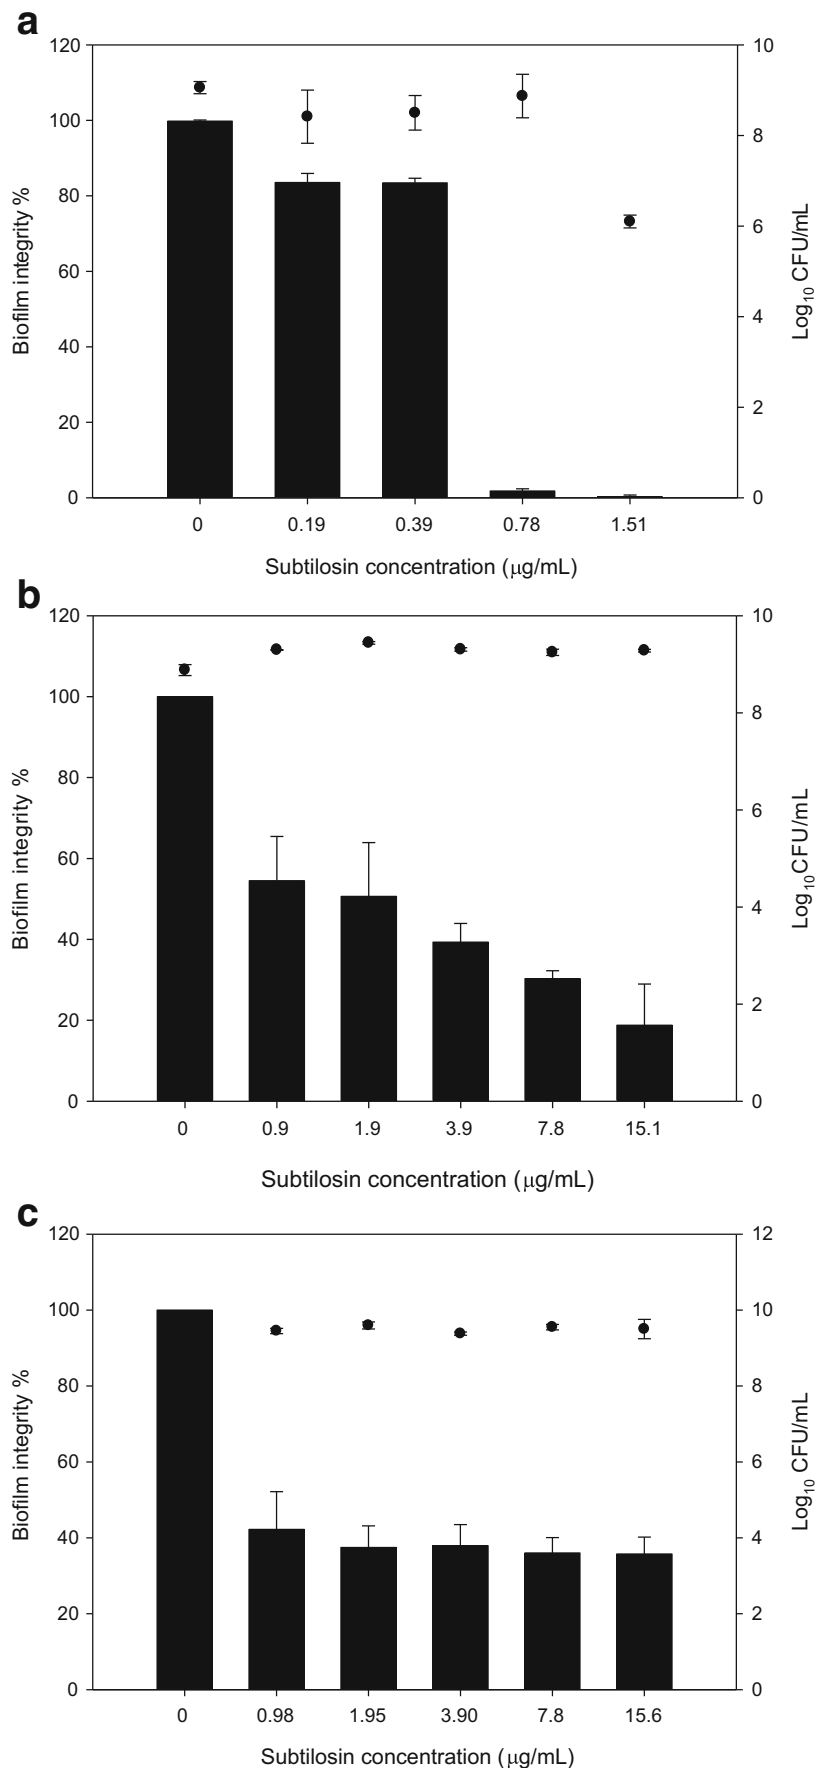 a
120
100
80
60
40
20
0
10
8
6
4
2
0
Biofilm integrity %
Log10 CFU/mL
0 0.19 0.39 0.78 1.51
Subtilosin concentration (μg/mL)
b
120
100
80
60
40
20
0
10
8
6
4
2
0
Biofilm integrity %
Log10CFU/mL
0 0.9 1.9 3.9 7.8 15.1
Subtilosin concentration (μg/mL)
c
120
100
80
60
40
20
0
12
10
8
6
4
2
0
Biofilm integrity %
Log10 CFU/mL
0 0.98 1.95 3.90 7.8 15.6
Subtilosin concentration (μg/mL)